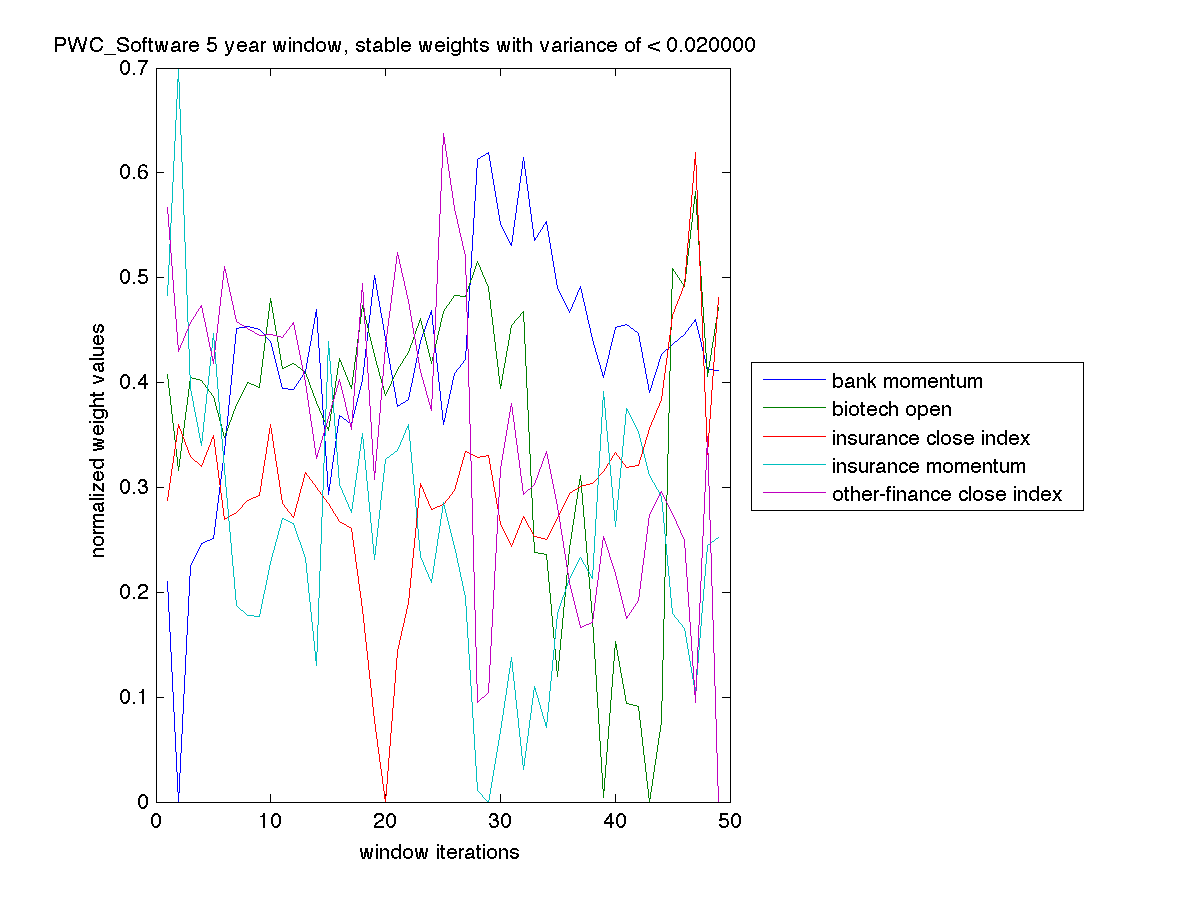 PWC_Software 5 year window, stable weights with variance of < 0.020000
0.7
0.6
0.5
0.4
0.3
0.2
0.1
0
normalized weight values
0 10 20 30 40 50
window iterations
bank momentum
biotech open
insurance close index
insurance momentum
other-finance close index